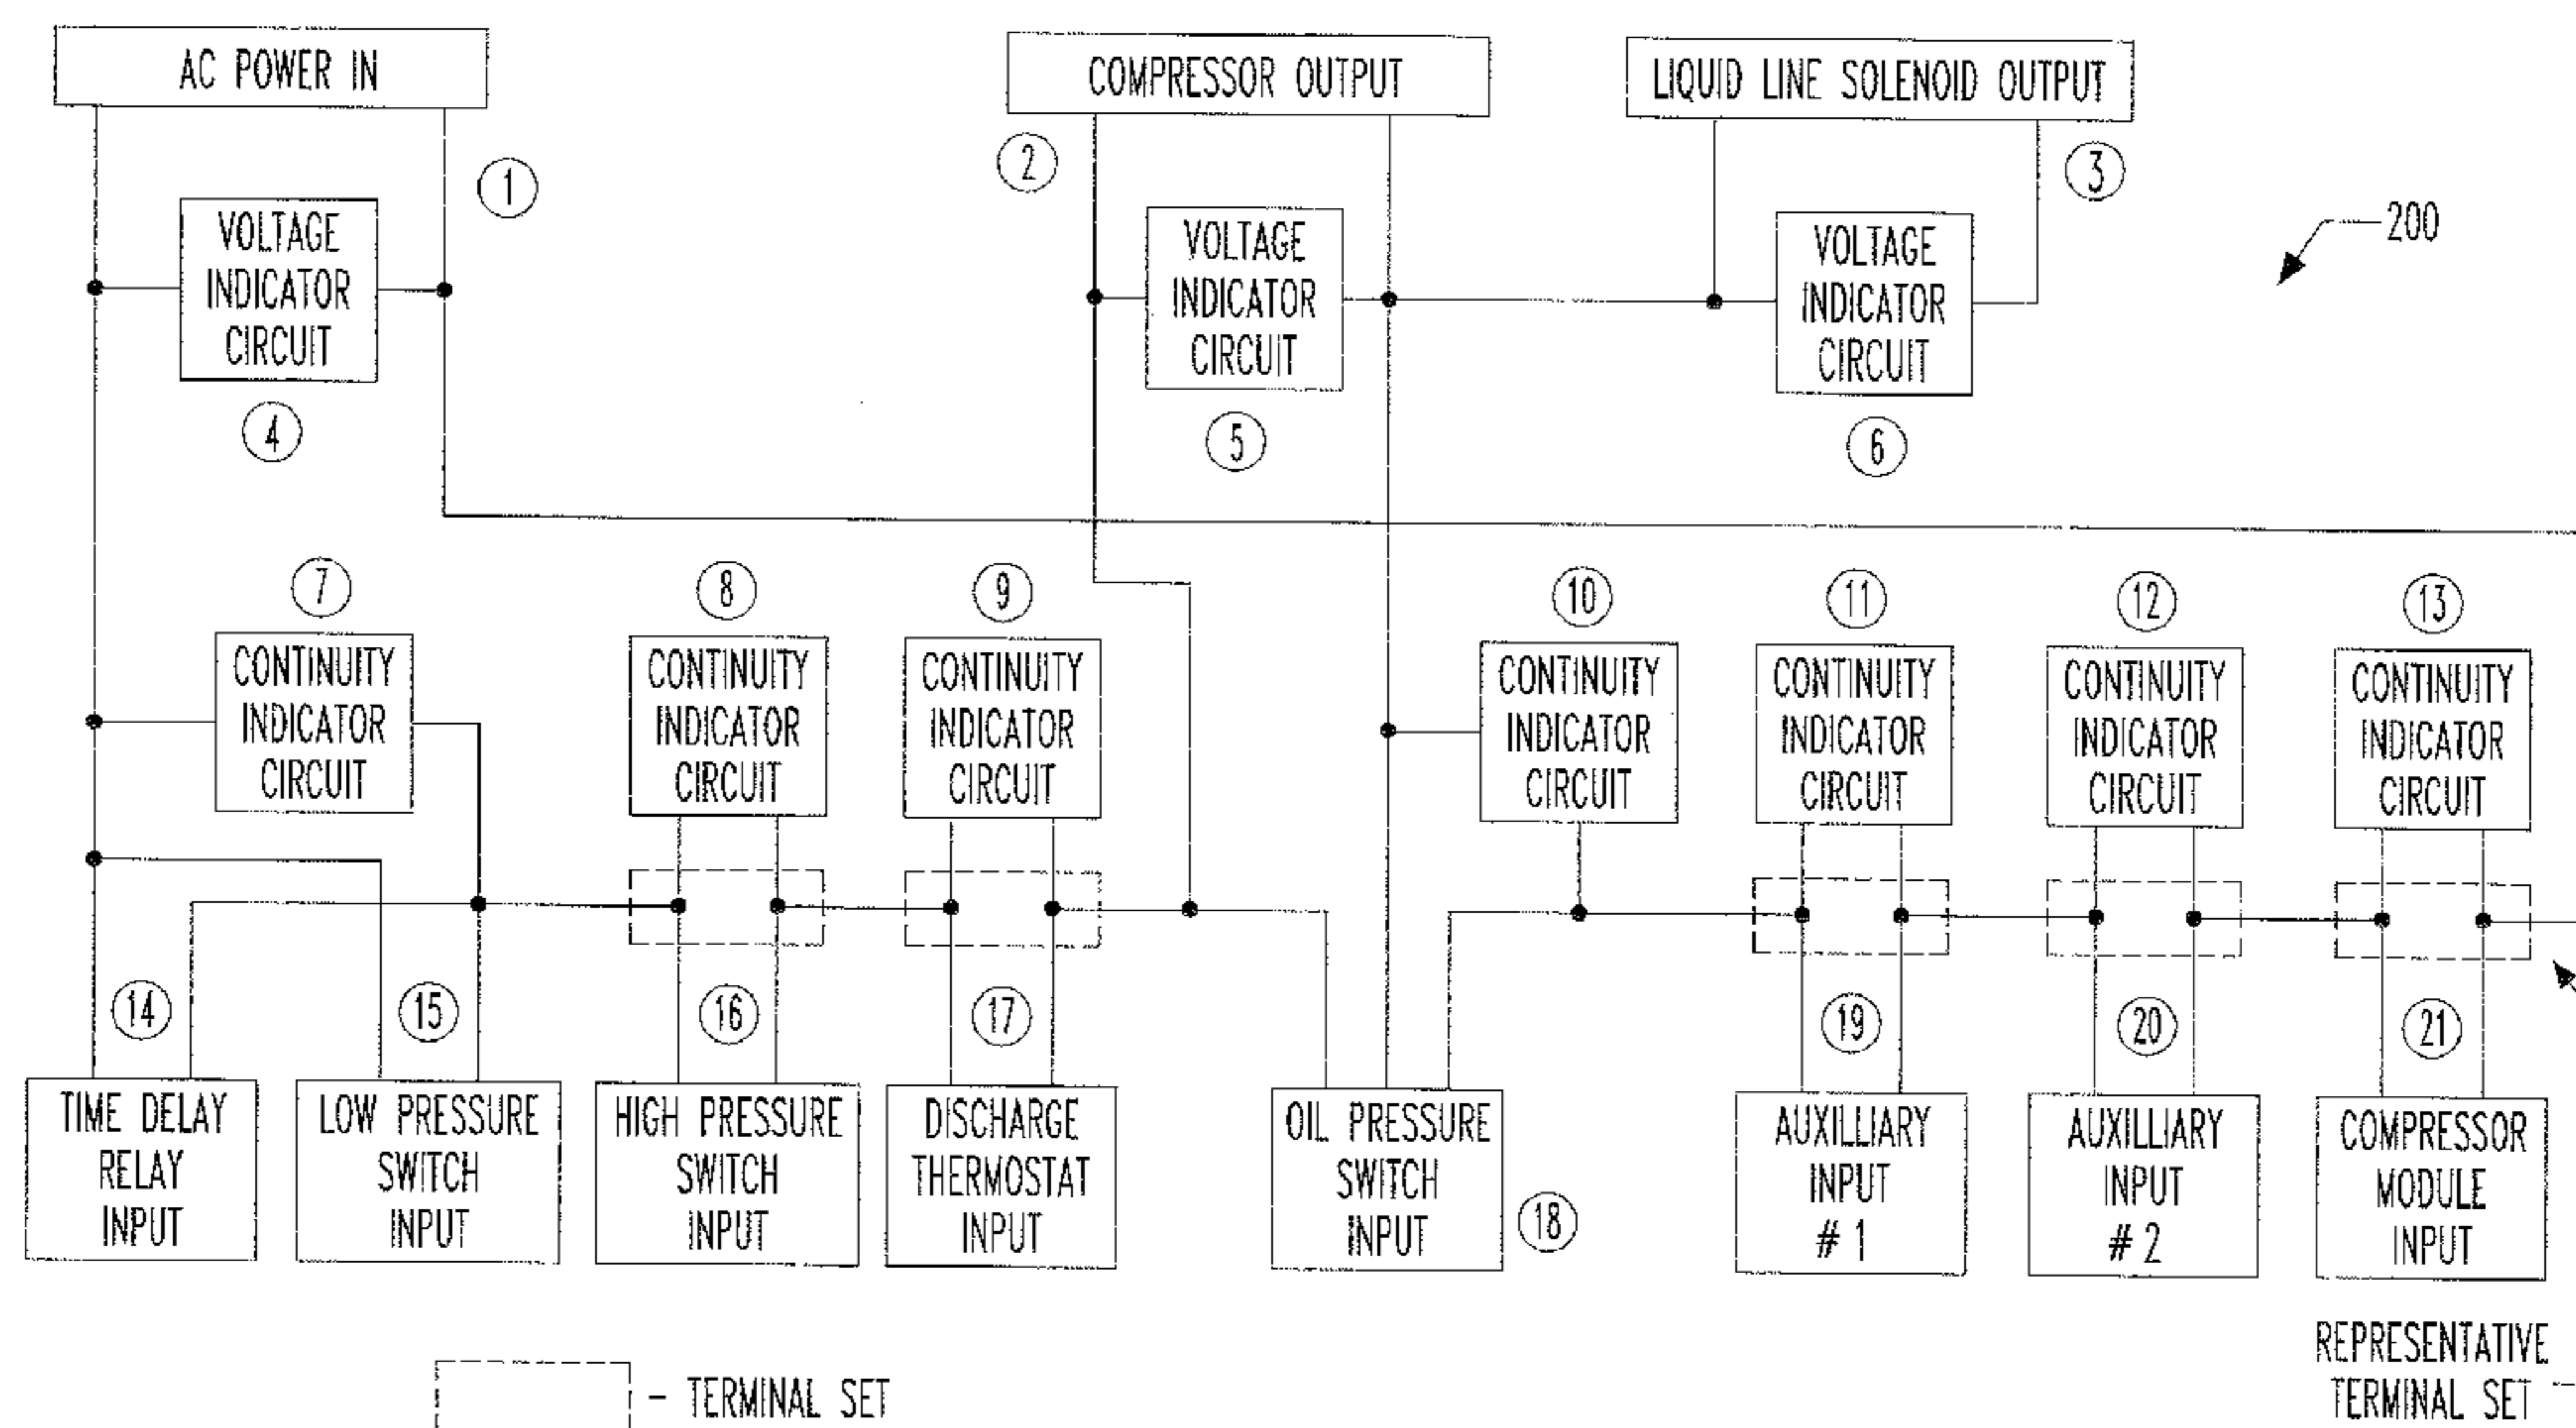 AC POWER IN
COMPRESSOR OUTPUT
LIQUID LINE SOLENOID OUTPUT
1
2
3
200
VOLTAGE
INDICATOR
CIRCUIT
VOLTAGE
INDICATOR
CIRCUIT
VOLTAGE
INDICATOR
CIRCUIT
4
5
6
7
8
9
10
11
12
13
CONTINUITY
INDICATOR
CIRCUIT
CONTINUITY
INDICATOR
CIRCUIT
CONTINUITY
INDICATOR
CIRCUIT
CONTINUITY
INDICATOR
CIRCUIT
CONTINUITY
INDICATOR
CIRCUIT
CONTINUITY
INDICATOR
CIRCUIT
CONTINUITY
INDICATOR
CIRCUIT
14
15
16
17
19
20
21
TIME DELAY
RELAY
INPUT
LOW PRESSURE
SWITCH
INPUT
HIGH PRESSURE
SWITCH
INPUT
DISCHARGE
THERMOSTAT
INPUT
OIL PRESSURE
SWITCH
INPUT
18
AUXILLIARY
INPUT
# 1
AUXILLIARY
INPUT
# 2
COMPRESSOR
MODULE
INPUT
– TERMINAL SET
REPRESENTATIVE
TERMINAL SET